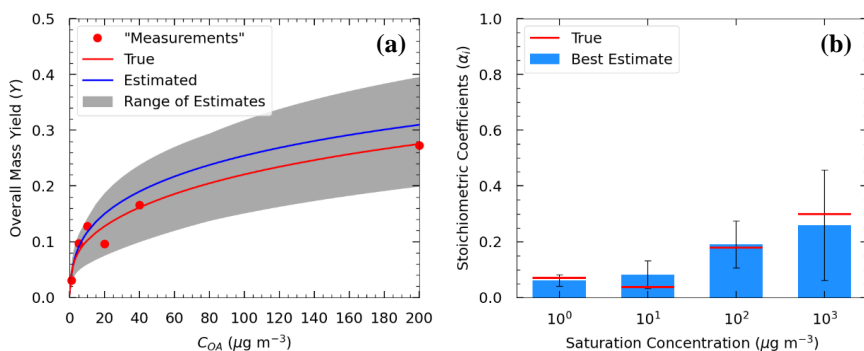 "Measurements"
True
Estimated
Range of Estimates
(a)
Overall Mass Yield (Y)
0.5
0.4
0.3
0.2
0.1
0.0
0 20 40 60 80 100 120 140 160 180 200
C_OA (μg m⁻³)
True
Best Estimate
(b)
Stoichiometric Coefficients (α_i)
1.0
0.8
0.6
0.4
0.2
0.0
10⁰ 10¹ 10² 10³
Saturation Concentration (μg m⁻³)